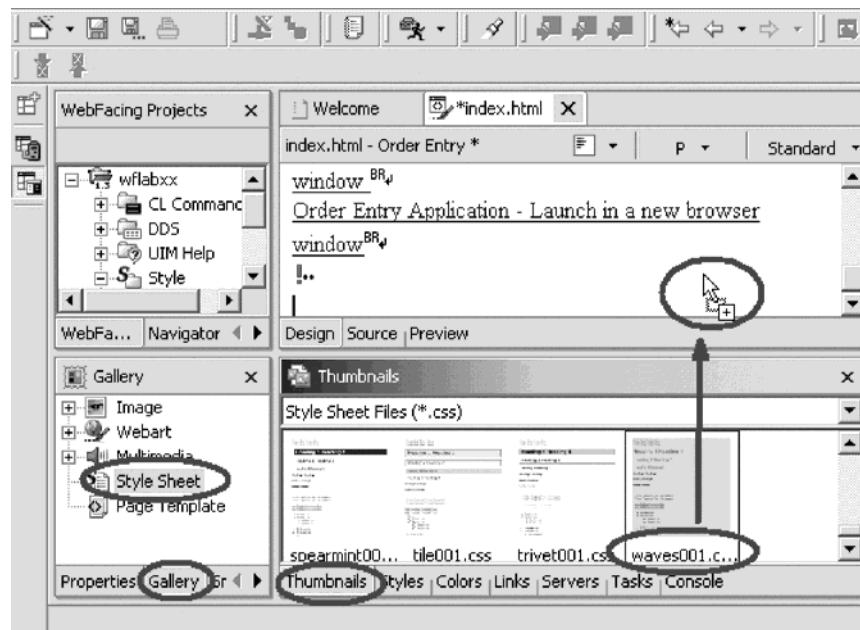 WebFacing Projects
wflabxx
CL Commanc
DDS
UIM Help
Style
WebFa... Navigator
Welcome *index.html
index.html - Order Entry * P Standard
window BR
Order Entry Application - Launch in a new browser
window BR
Design Source Preview
Gallery
Image
Webart
Multimedia
Style Sheet
Page Template
Properties Gallery Gr
Thumbnails
Style Sheet Files (*.css)
spearmint00... tile001.css trivet001.css waves001.c...
Thumbnails Styles Colors Links Servers Tasks Console